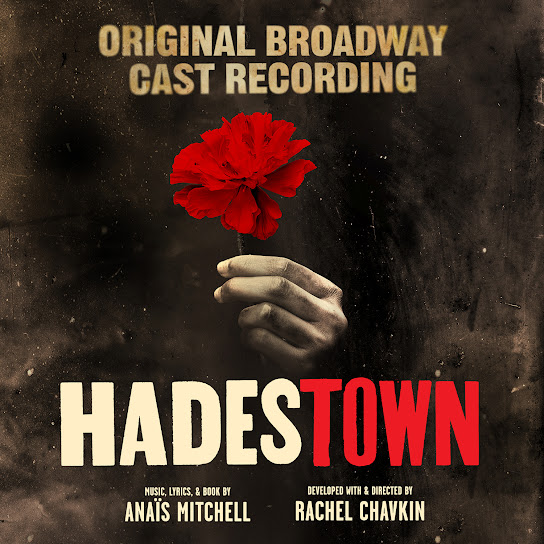 ORIGINAL BROADWAY
CAST RECORDING
HADESTOWN
MUSIC, LYRICS, & BOOK BY
ANAÏS MITCHELL
DEVELOPED WITH & DIRECTED BY
RACHEL CHAVKIN